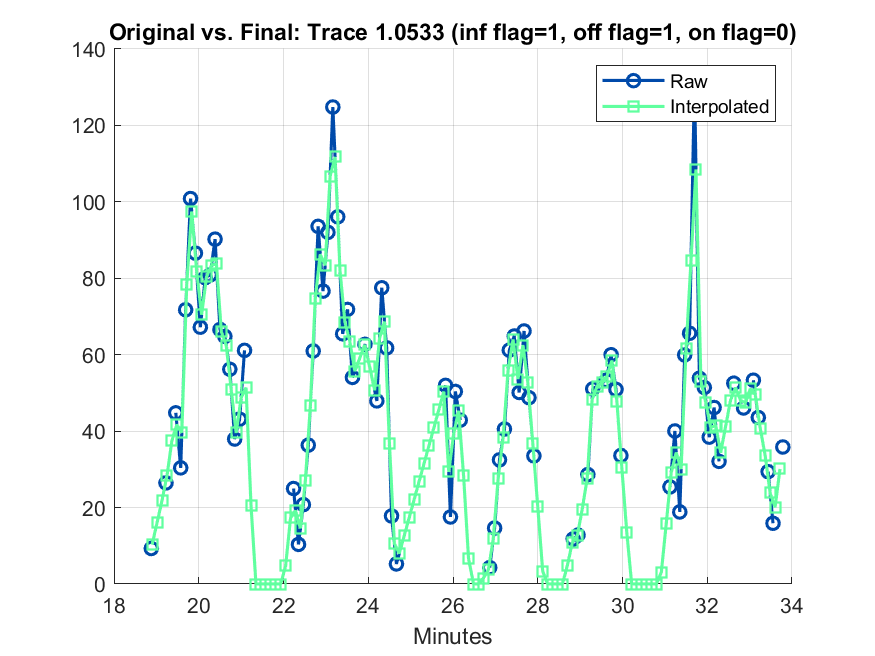 Original vs. Final: Trace 1.0533 (inf flag=1, off flag=1, on flag=0)
140
120
100
80
60
40
20
0
Raw
Interpolated
18 20 22 24 26 28 30 32 34
Minutes